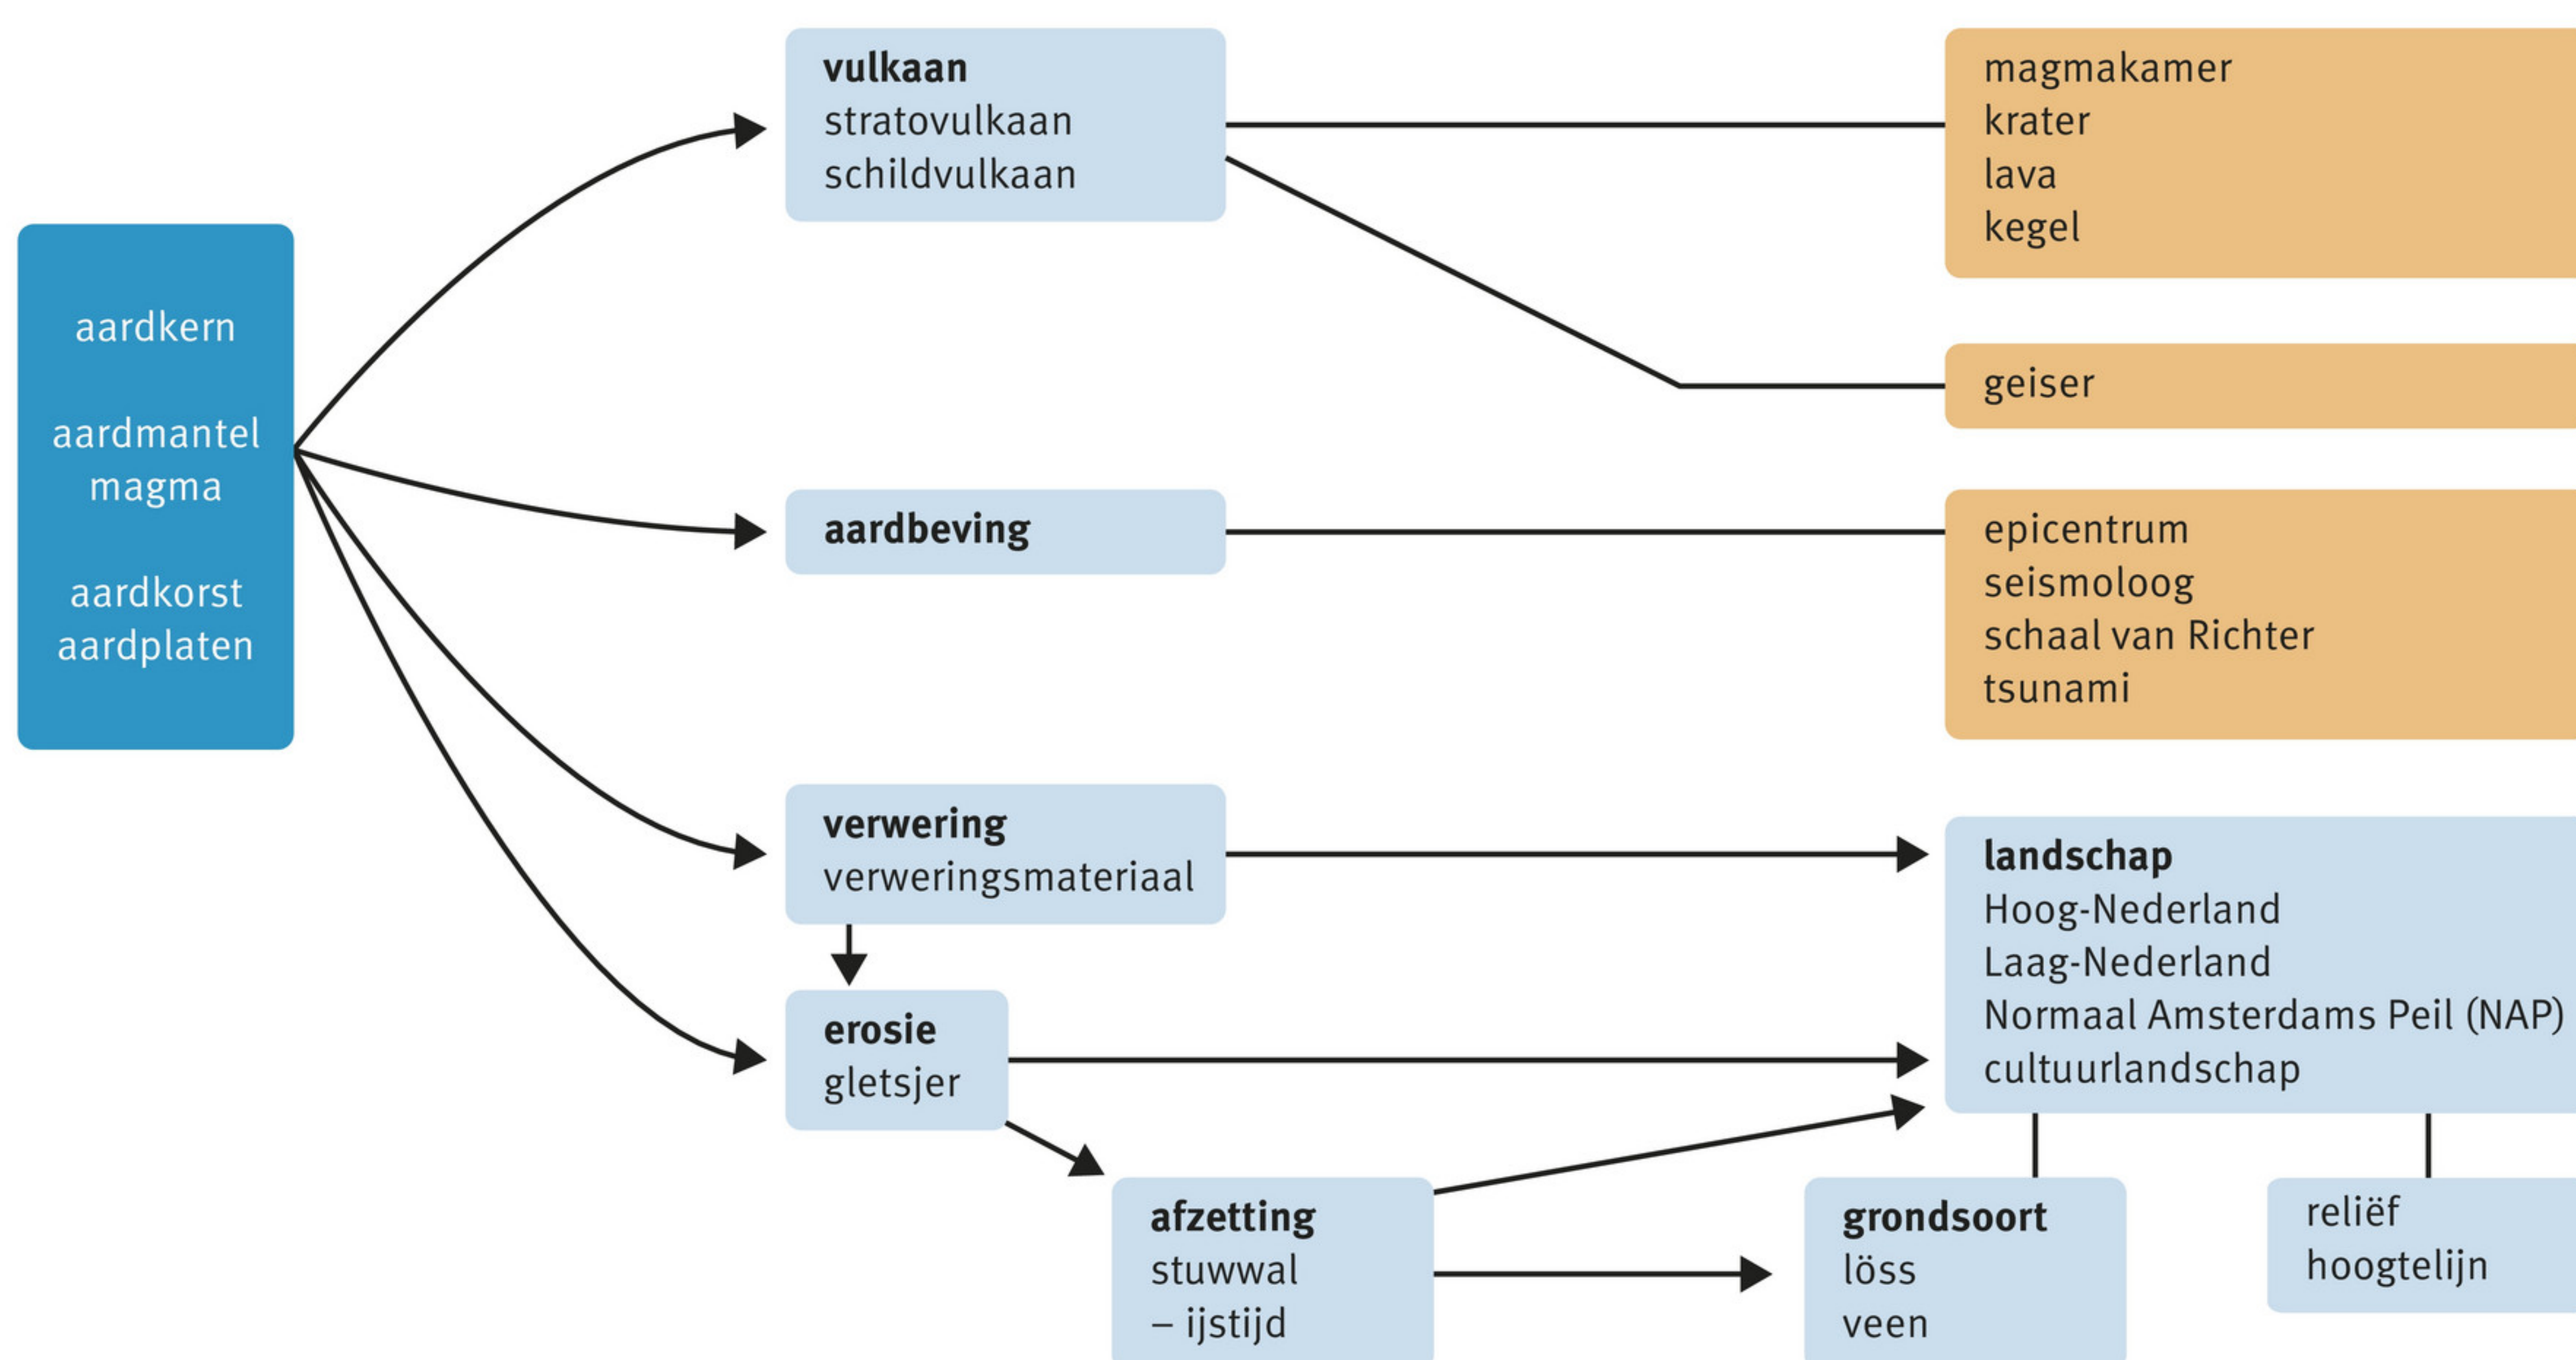 aardkern
aardmantel
magma
aardkorst
aardplaten
vulkaan
stratovulkaan
schildvulkaan
magmakamer
krater
lava
kegel
geiser
aardbeving
epicentrum
seismoloog
schaal van Richter
tsunami
verwering
verweringsmateriaal
landschap
Hoog-Nederland
Laag-Nederland
Normaal Amsterdams Peil (NAP)
cultuurlandschap
erosie
gletsjer
afzetting
stuwwal
– ijstijd
grondsoort
löss
veen
reliëf
hoogtelijn